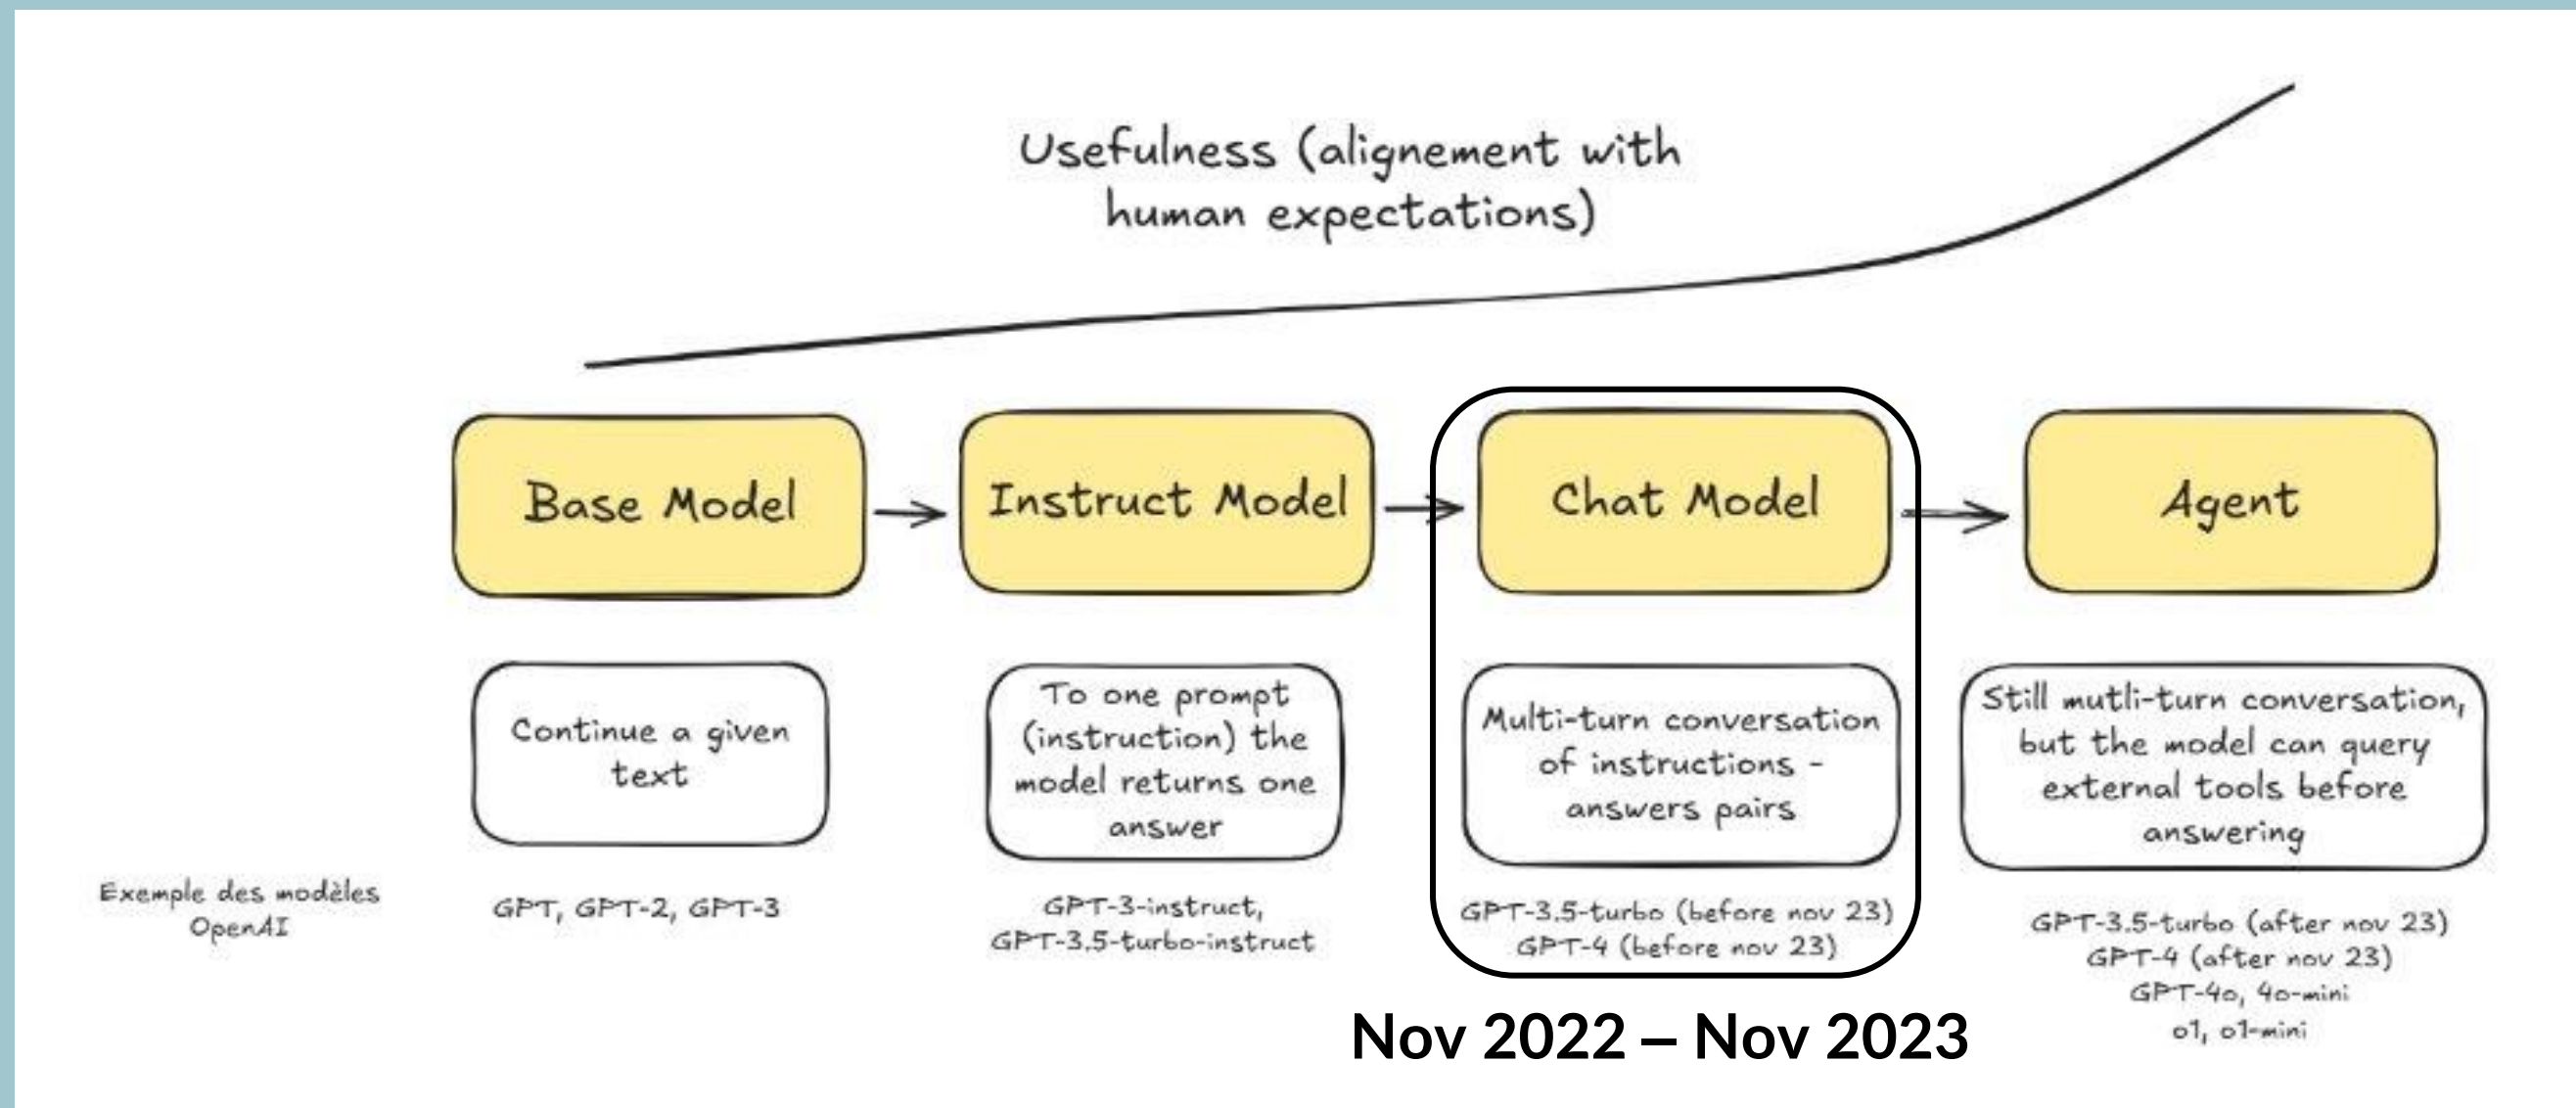 Usefulness (alignement with
human expectations)
Base Model
Instruct Model
Chat Model
Agent
Continue a given
text
To one prompt
(instruction) the
model returns one
answer
Multi-turn conversation
of instructions -
answers pairs
Still mutli-turn conversation,
but the model can query
external tools before
answering
Exemple des modèles
OpenAI
GPT, GPT-2, GPT-3
GPT-3-instruct,
GPT-3.5-turbo-instruct
GPT-3.5-turbo (before nov 23)
GPT-4 (before nov 23)
GPT-3.5-turbo (after nov 23)
GPT-4 (after nov 23)
GPT-4o, 4o-mini
o1, o1-mini
Nov 2022 – Nov 2023